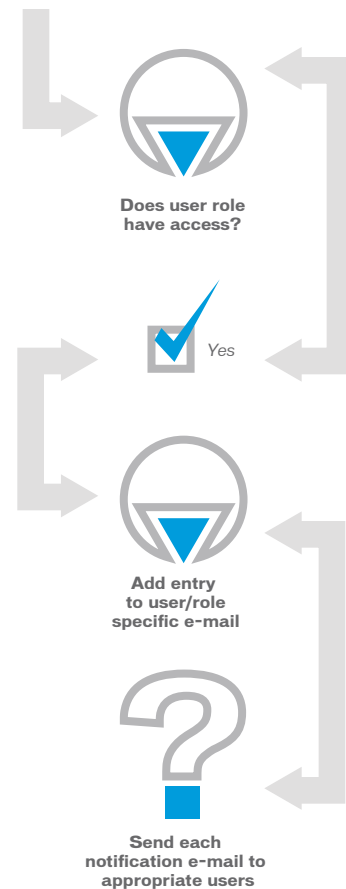 Does user role
have access?
Yes
Add entry
to user/role
specific e-mail
Send each
notification e-mail to
appropriate users